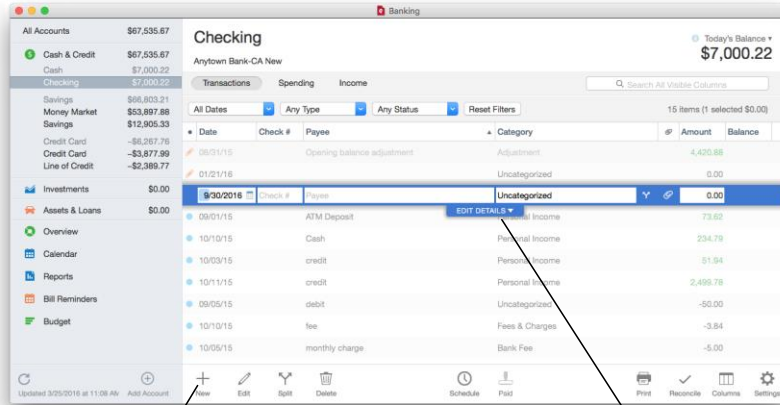 Banking
All Accounts $67,535.67
Cash & Credit $67,535.67
Cash $7,000.22
Checking $7,000.22
Savings $66,803.21
Money Market $53,897.88
Savings $12,905.33
Credit Card -$6,267.76
Credit Card -$3,877.99
Line of Credit -$2,389.77
Investments $0.00
Assets & Loans $0.00
Overview
Calendar
Reports
Bill Reminders
Budget
Updated 3/25/2016 at 11:08 AM Add Account
Checking
Anytown Bank-CA New
Today's Balance
$7,000.22
Transactions Spending Income Search All Visible Columns
All Dates Any Type Any Status Reset Filters 15 items (1 selected $0.00)
Date Check # Payee Category Amount Balance
08/31/15 Opening balance adjustment Adjustment 4,420.88
01/21/16 Uncategorized 0.00
9/30/2016 Check # Payee Uncategorized 0.00
EDIT DETAILS
09/01/15 ATM Deposit Personal Income 73.62
10/10/15 Cash Personal Income 234.79
10/03/15 credit Personal Income 51.94
10/11/15 credit Personal Income 2,499.78
09/05/15 debit Uncategorized -50.00
10/10/15 fee Fees & Charges -3.84
10/05/15 monthly charge Bank Fee -5.00
New Edit Split Delete Schedule Paid Print Reconcile Columns Settings